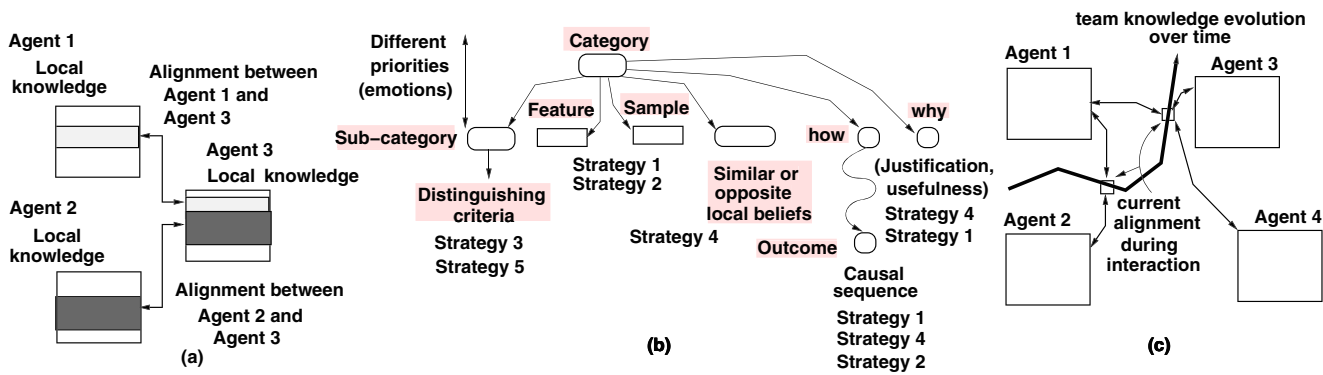 Agent 1
Local
knowledge
Alignment between
Agent 1 and
Agent 3
Agent 3
Local knowledge
Agent 2
Local
knowledge
Alignment between
Agent 2 and
Agent 3
(a)
Different
priorities
(emotions)
Category
Sub-category
Feature
Sample
how
why
Distinguishing
criteria
Strategy 3
Strategy 5
Strategy 1
Strategy 2
Similar or
opposite
local beliefs
Strategy 4
(Justification,
usefulness)
Strategy 4
Strategy 1
Outcome
Causal
sequence
Strategy 1
Strategy 4
Strategy 2
(b)
team knowledge evolution
over time
Agent 1
Agent 3
Agent 2
Agent 4
current
alignment
during
interaction
(c)